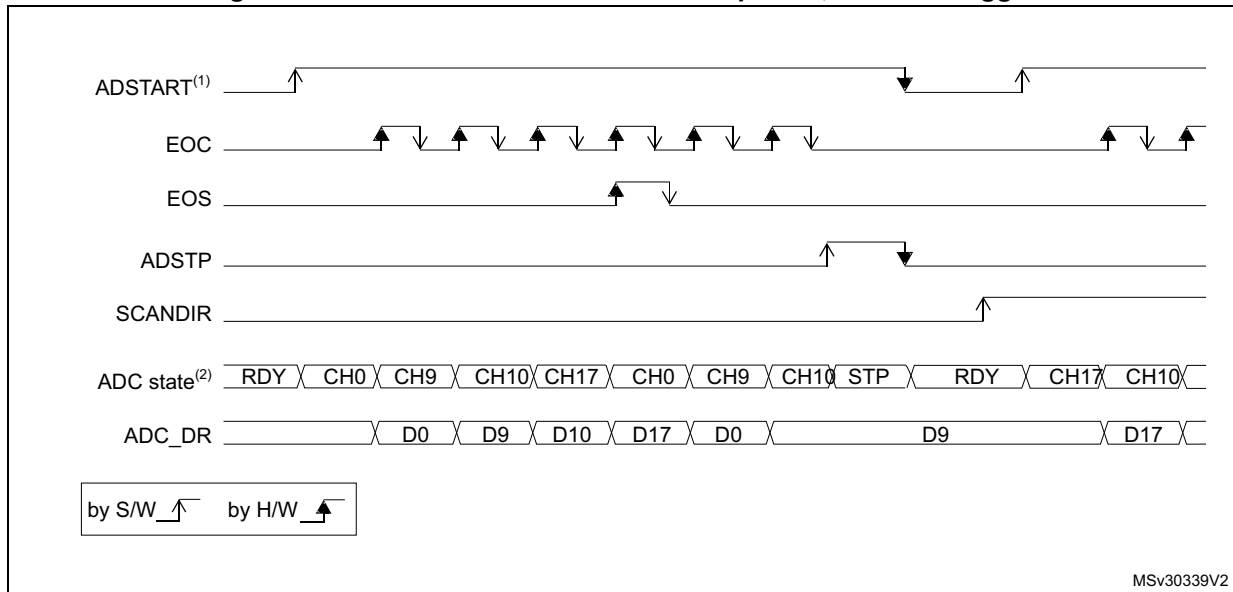 ADSTART(1)
EOC
EOS
ADSTP
SCANDIR
ADC state(2) RDY CH0 CH9 CH10 CH17 CH0 CH9 CH10 STP RDY CH17 CH10
ADC_DR D0 D9 D10 D17 D0 D9 D17
by S/W by H/W
MSv30339V2